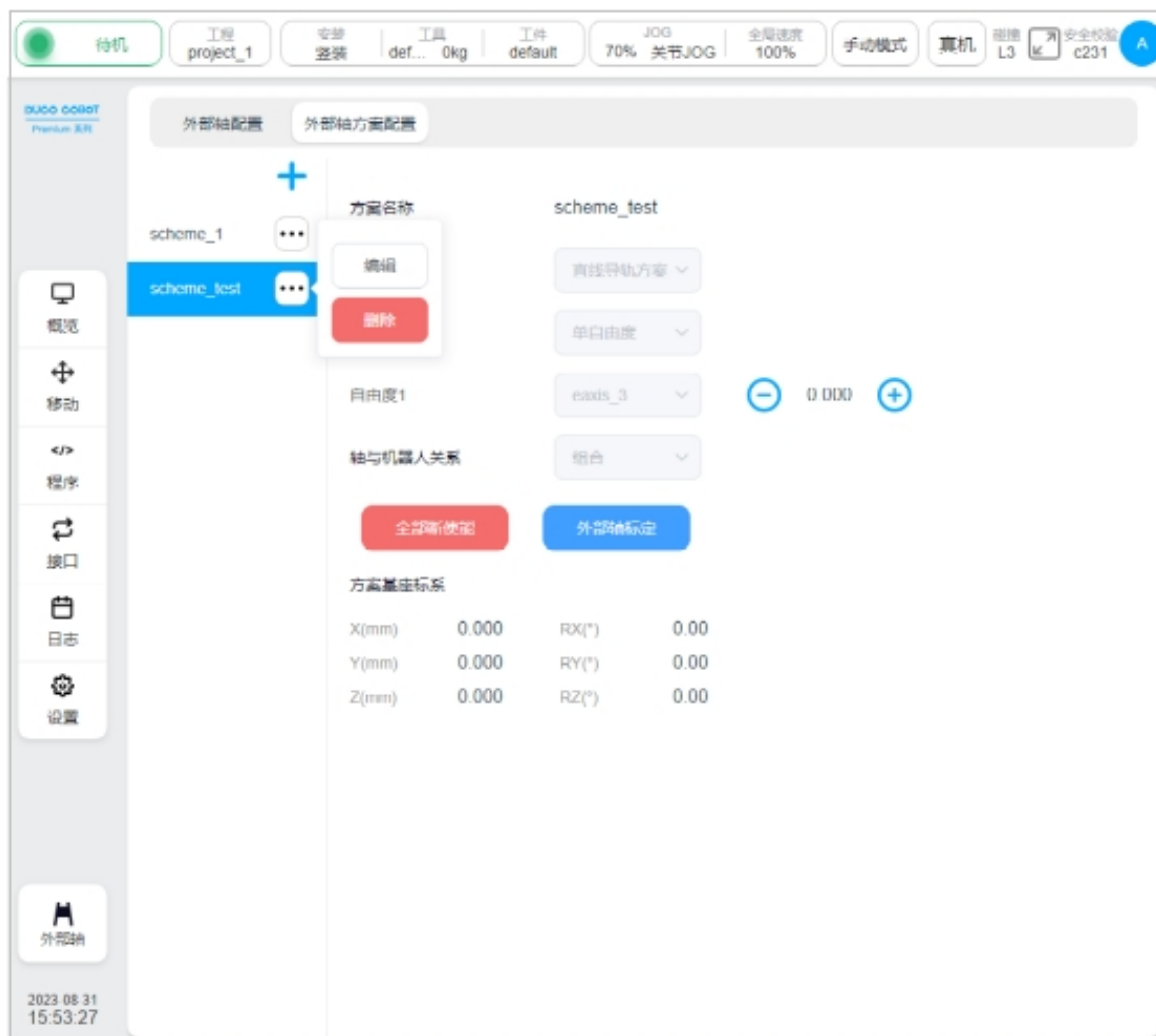 待机
工程
project_1
安装
竖装
工具
def... 0kg
工件
default
JOG
70% 关节JOG
全局速度
100%
手动模式
真机
碰撞
L3
安全校验
c231
A
DUCO COBOT
Premium 系列
外部轴配置
外部轴方案配置
方案名称 scheme_test
scheme_1
编辑
直线导轨方案
scheme_test
删除
单自由度
概览
移动
自由度1 eaxis_3 0.000
程序
轴与机器人关系 组合
接口
全部断使能 外部轴标定
日志
方案基座标系
X(mm) 0.000 RX(°) 0.00
Y(mm) 0.000 RY(°) 0.00
Z(mm) 0.000 RZ(°) 0.00
设置
外部轴
2023-08-31
15:53:27